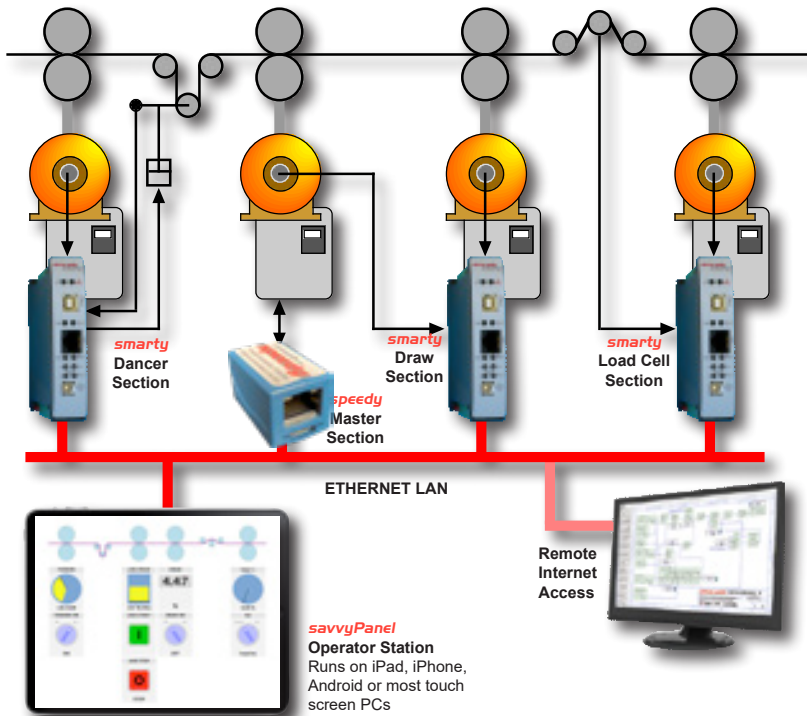 smarty
Dancer
Section
speedy
Master
Section
smarty
Draw
Section
smarty
Load Cell
Section
ETHERNET LAN
4.47
%
Remote
Internet
Access
savvyPanel
Operator Station
Runs on iPad, iPhone,
Android or most touch
screen PCs